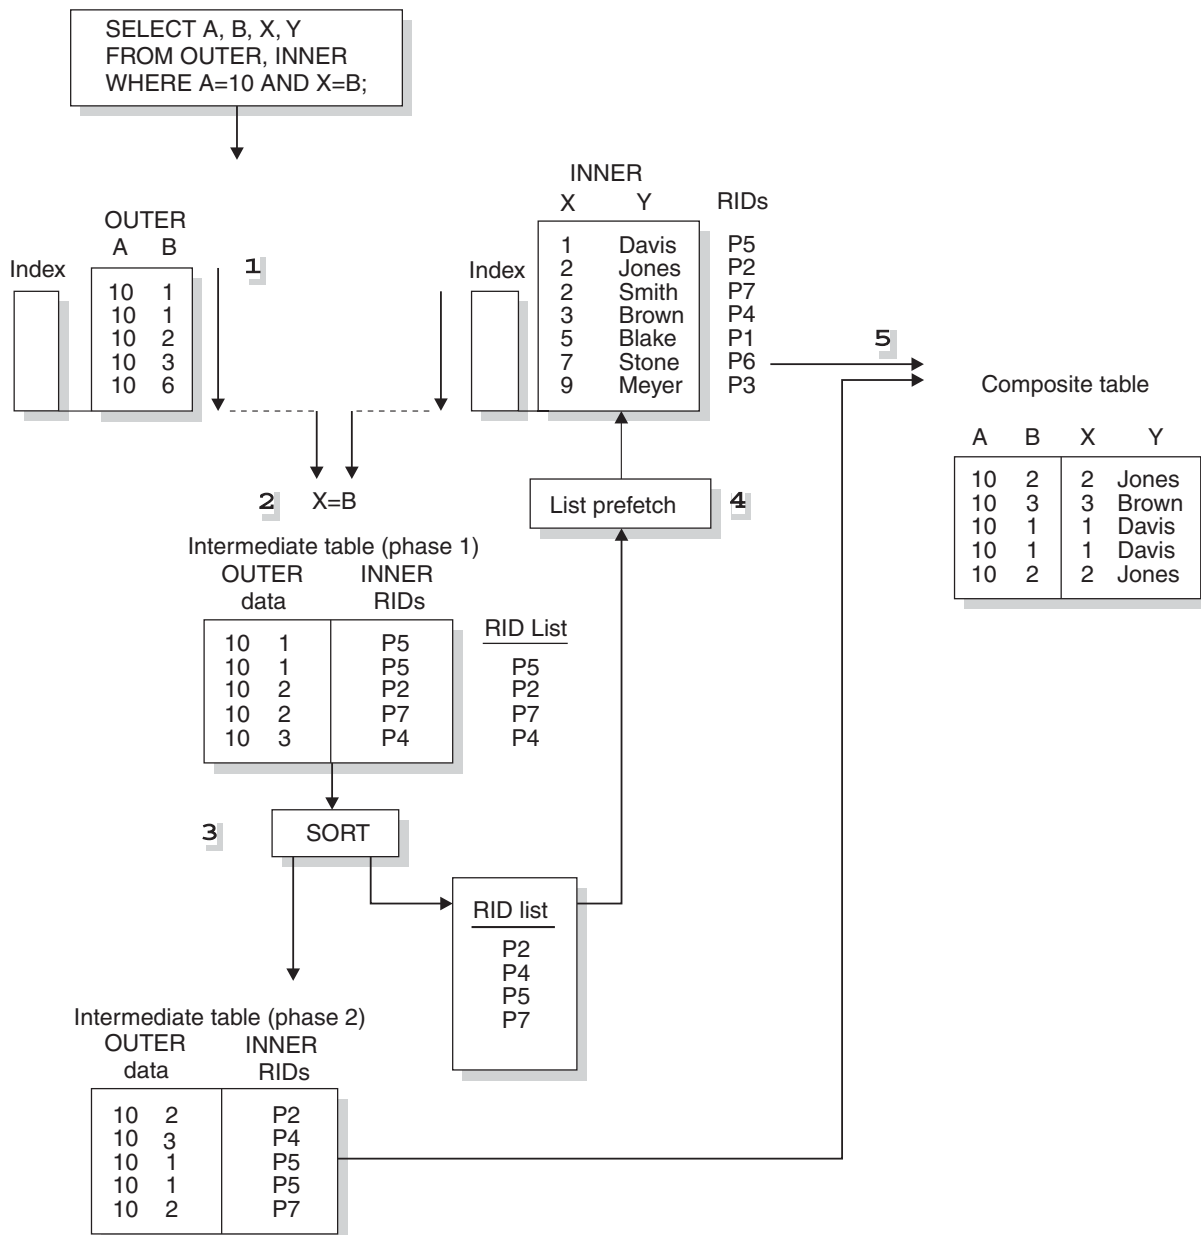 SELECT A, B, X, Y
FROM OUTER, INNER
WHERE A=10 AND X=B;
OUTER
A B
Index
10 1
10 1
10 2
10 3
10 6
1
INNER
X Y RIDs
Index
1 Davis P5
2 Jones P2
2 Smith P7
3 Brown P4
5 Blake P1
7 Stone P6
9 Meyer P3
5
Composite table
A B X Y
10 2 2 Jones
10 3 3 Brown
10 1 1 Davis
10 1 1 Davis
10 2 2 Jones
2 X=B
List prefetch
4
Intermediate table (phase 1)
OUTER INNER
data RIDs
RID List
10 1 P5 P5
10 1 P5 P2
10 2 P2 P7
10 2 P7 P4
10 3 P4
3
SORT
RID list
P2
P4
P5
P7
Intermediate table (phase 2)
OUTER INNER
data RIDs
10 2 P2
10 3 P4
10 1 P5
10 1 P5
10 2 P7